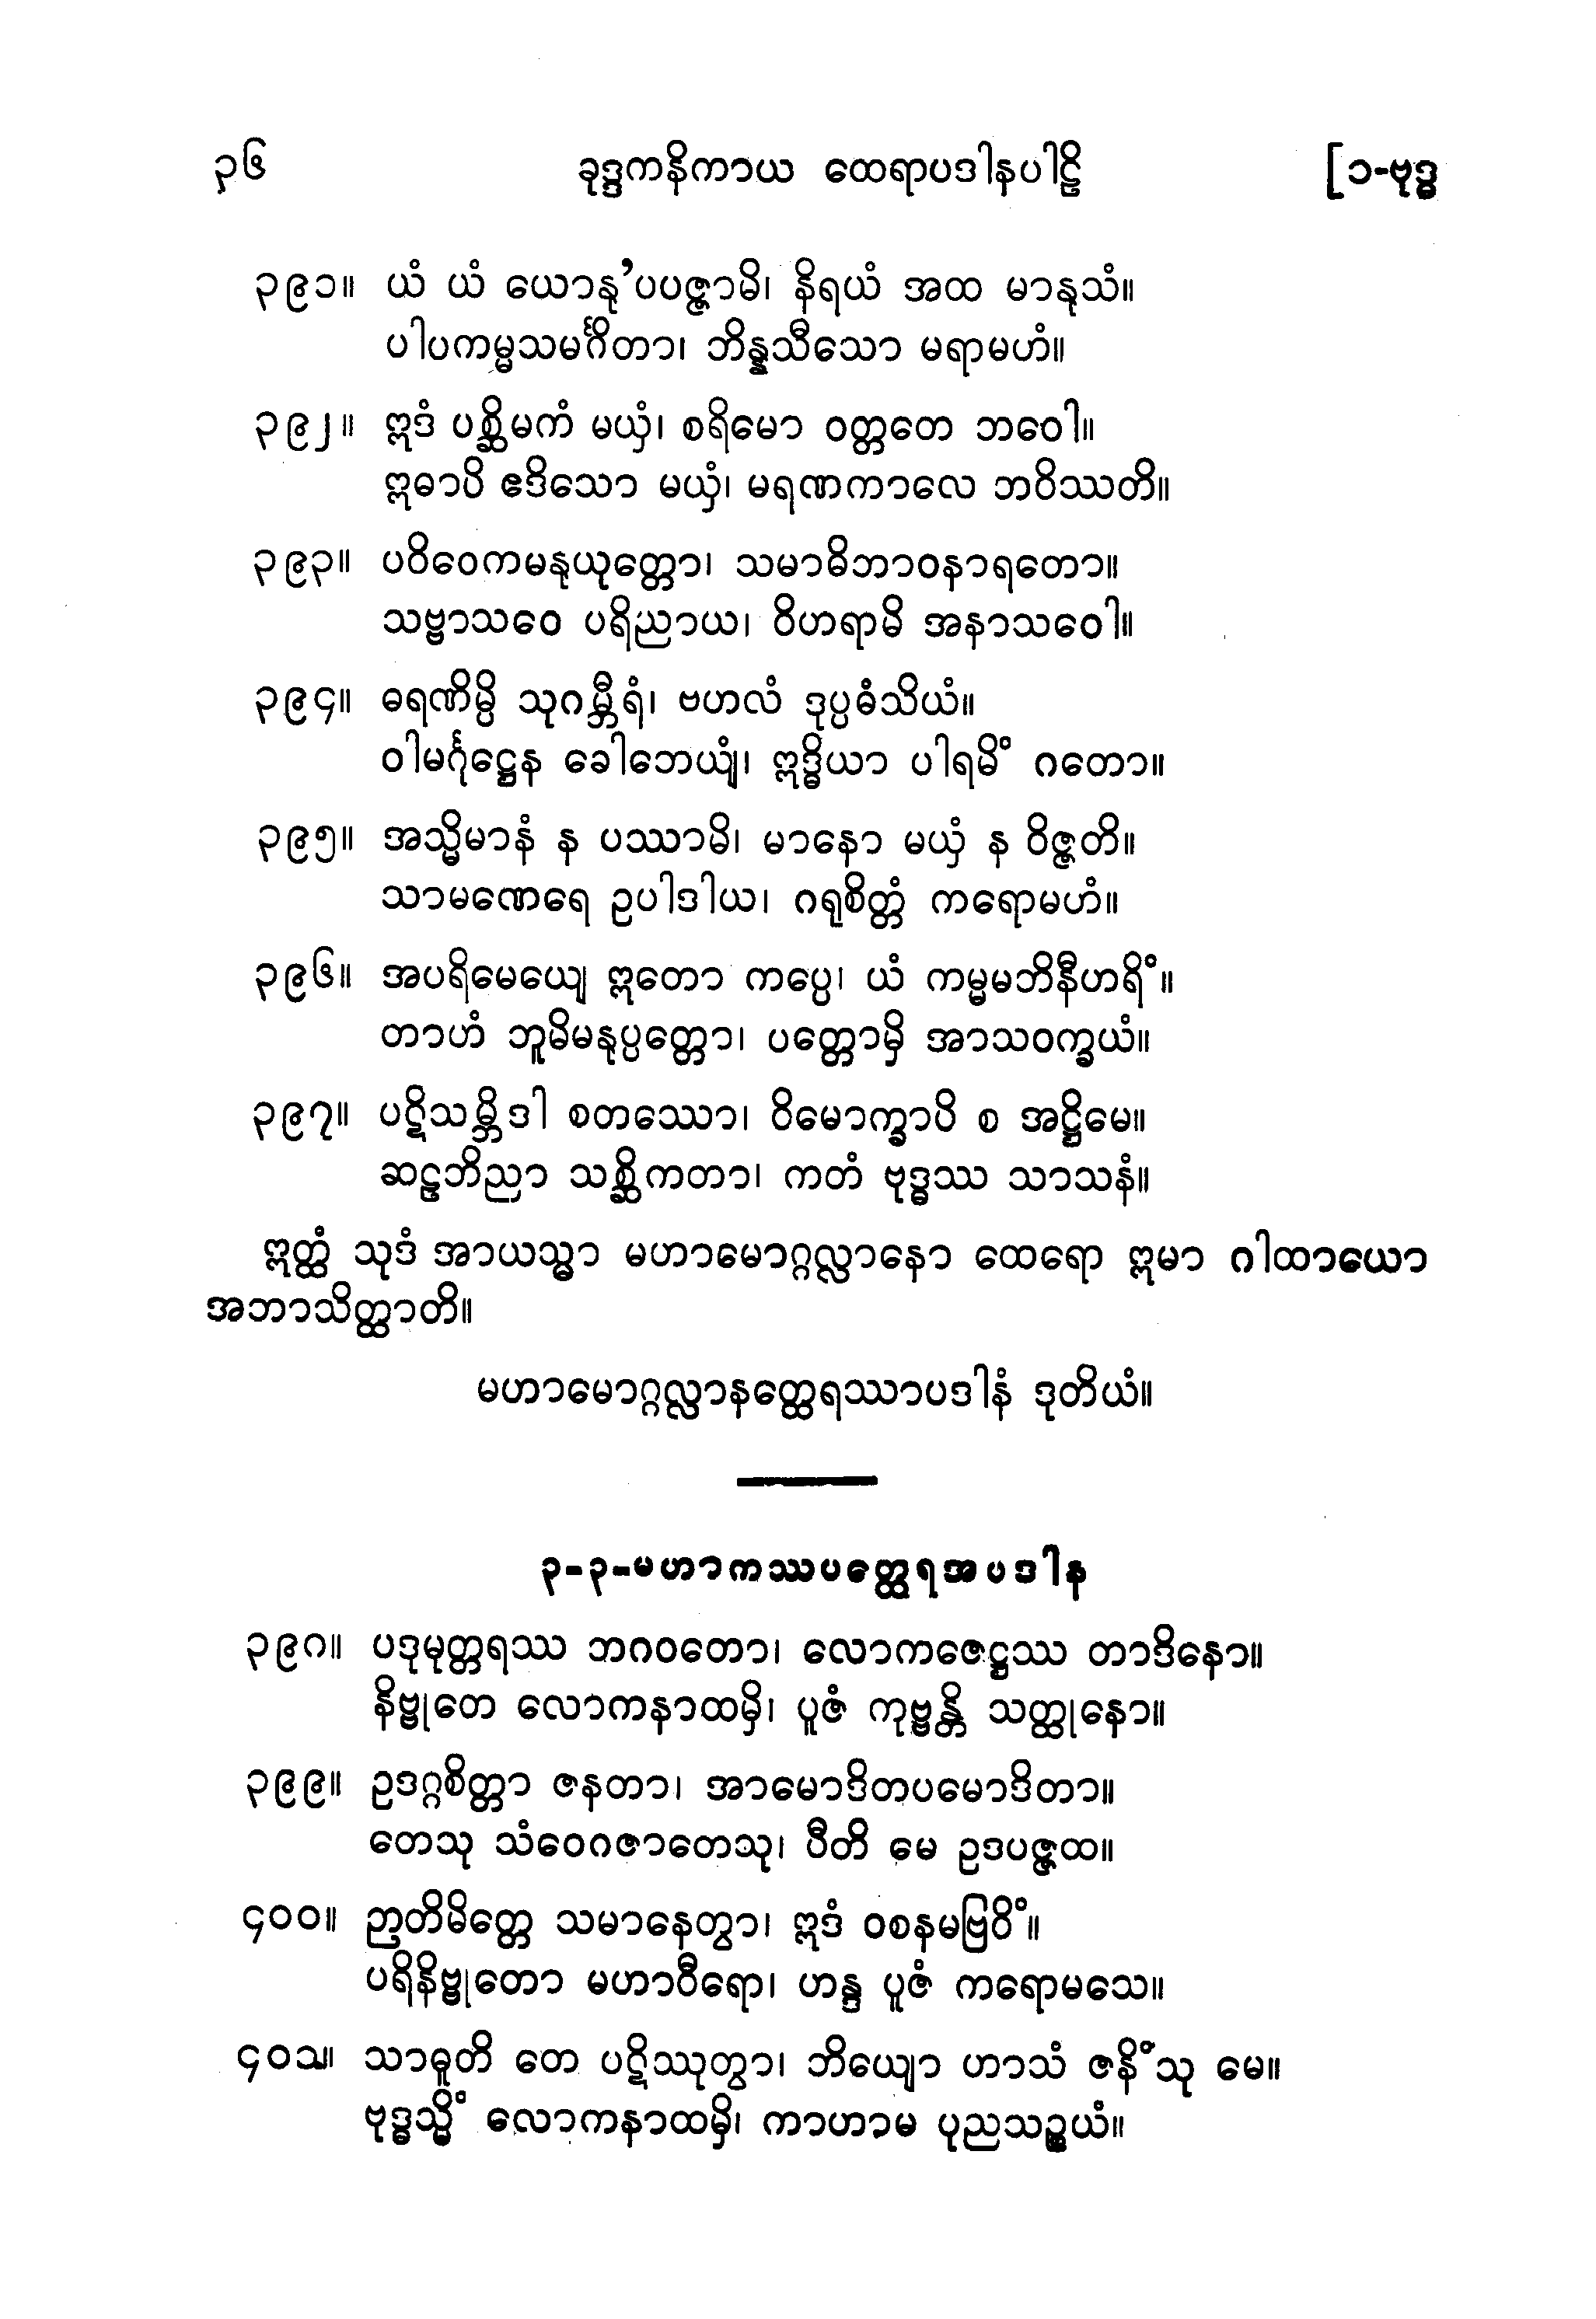 ၃၆ ခုဒ္ဒကနိကာယ ထေရာပဒါနပါဠိ [၁-ဗုဒ္ဓ
၃၉၁။ ယံ ယံ ယောနု’ပပဇ္ဇာမိ၊ နိရယံ အထ မာနုသံ။
ပါပကမ္မသမင်္ဂိတာ၊ ဘိန္နသီသော မရာမဟံ။
၃၉၂။ ဣဒံ ပစ္ဆိမကံ မယှံ၊ စရိမော ဝတ္တတေ ဘဝေါ။
ဣဓာပိ ဧဒိသော မယှံ၊ မရဏကာလေ ဘဝိဿတိ။
၃၉၃။ ပဝိဝေကမနုယုတ္တော၊ သမာဓိဘာဝနာရတော။
သဗ္ဗာသဝေ ပရိညာယ၊ ဝိဟရာမိ အနာသဝေါ။
၃၉၄။ ဓရဏိမ္ပိ သုဂမ္ဘီရံ၊ ဗဟလံ ဒုပ္ပဓံသိယံ။
ဝါမင်္ဂုဋ္ဌေန ခေါဘေယျံ၊ ဣဒ္ဓိယာ ပါရမိံ ဂတော။
၃၉၅။ အသ္မိမာနံ န ပဿာမိ၊ မာနော မယှံ န ဝိဇ္ဇတိ။
သာမဏေရေ ဥပါဒါယ၊ ဂရုစိတ္တံ ကရောမဟံ။
၃၉၆။ အပရိမေယျေ ဣတော ကပ္ပေ၊ ယံ ကမ္မမဘိနီဟရိံ။
တာဟံ ဘူမိမနုပ္ပတ္တော၊ ပတ္တောမှိ အာသဝက္ခယံ။
၃၉၇။ ပဋိသမ္ဘိဒါ စတဿော၊ ဝိမောက္ခာပိ စ အဋ္ဌိမေ။
ဆဠဘိညာ သစ္ဆိကတာ၊ ကတံ ဗုဒ္ဓဿ သာသနံ။
ဣတ္ထံ သုဒံ အာယသ္မာ မဟာမောဂ္ဂလ္လာနော ထေရော ဣမာ ဂါထာယော
အဘာသိတ္ထာတိ။
မဟာမောဂ္ဂလ္လာနတ္ထေရဿာပဒါနံ ဒုတိယံ။
၃-၃-မဟာကဿပတ္ထေရအပဒါန
၃၉၈။ ပဒုမုတ္တရဿ ဘဂဝတော၊ လောကဇေဋ္ဌဿ တာဒိနော။
နိဗ္ဗုတေ လောကနာထမှိ၊ ပူဇံ ကုဗ္ဗန္တိ သတ္ထုနော။
၃၉၉။ ဥဒဂ္ဂစိတ္တာ ဇနတာ၊ အာမောဒိတပမောဒိတာ။
တေသု သံဝေဂဇာတေသု၊ ပီတိ မေ ဥဒပဇ္ဇထ။
၄၀၀။ ဉာတိမိတ္တေ သမာနေတွာ၊ ဣဒံ ဝစနမဗြဝိံ။
ပရိနိဗ္ဗုတော မဟာဝီရော၊ ဟန္ဒ ပူဇံ ကရောမသေ။
၄၀၁။ သာဓူတိ တေ ပဋိဿုတွာ၊ ဘိယျော ဟာသံ ဇနိံသု မေ။
ဗုဒ္ဓသ္မိံ လောကနာထမှိ၊ ကာဟာမ ပုညသဉ္စယံ။